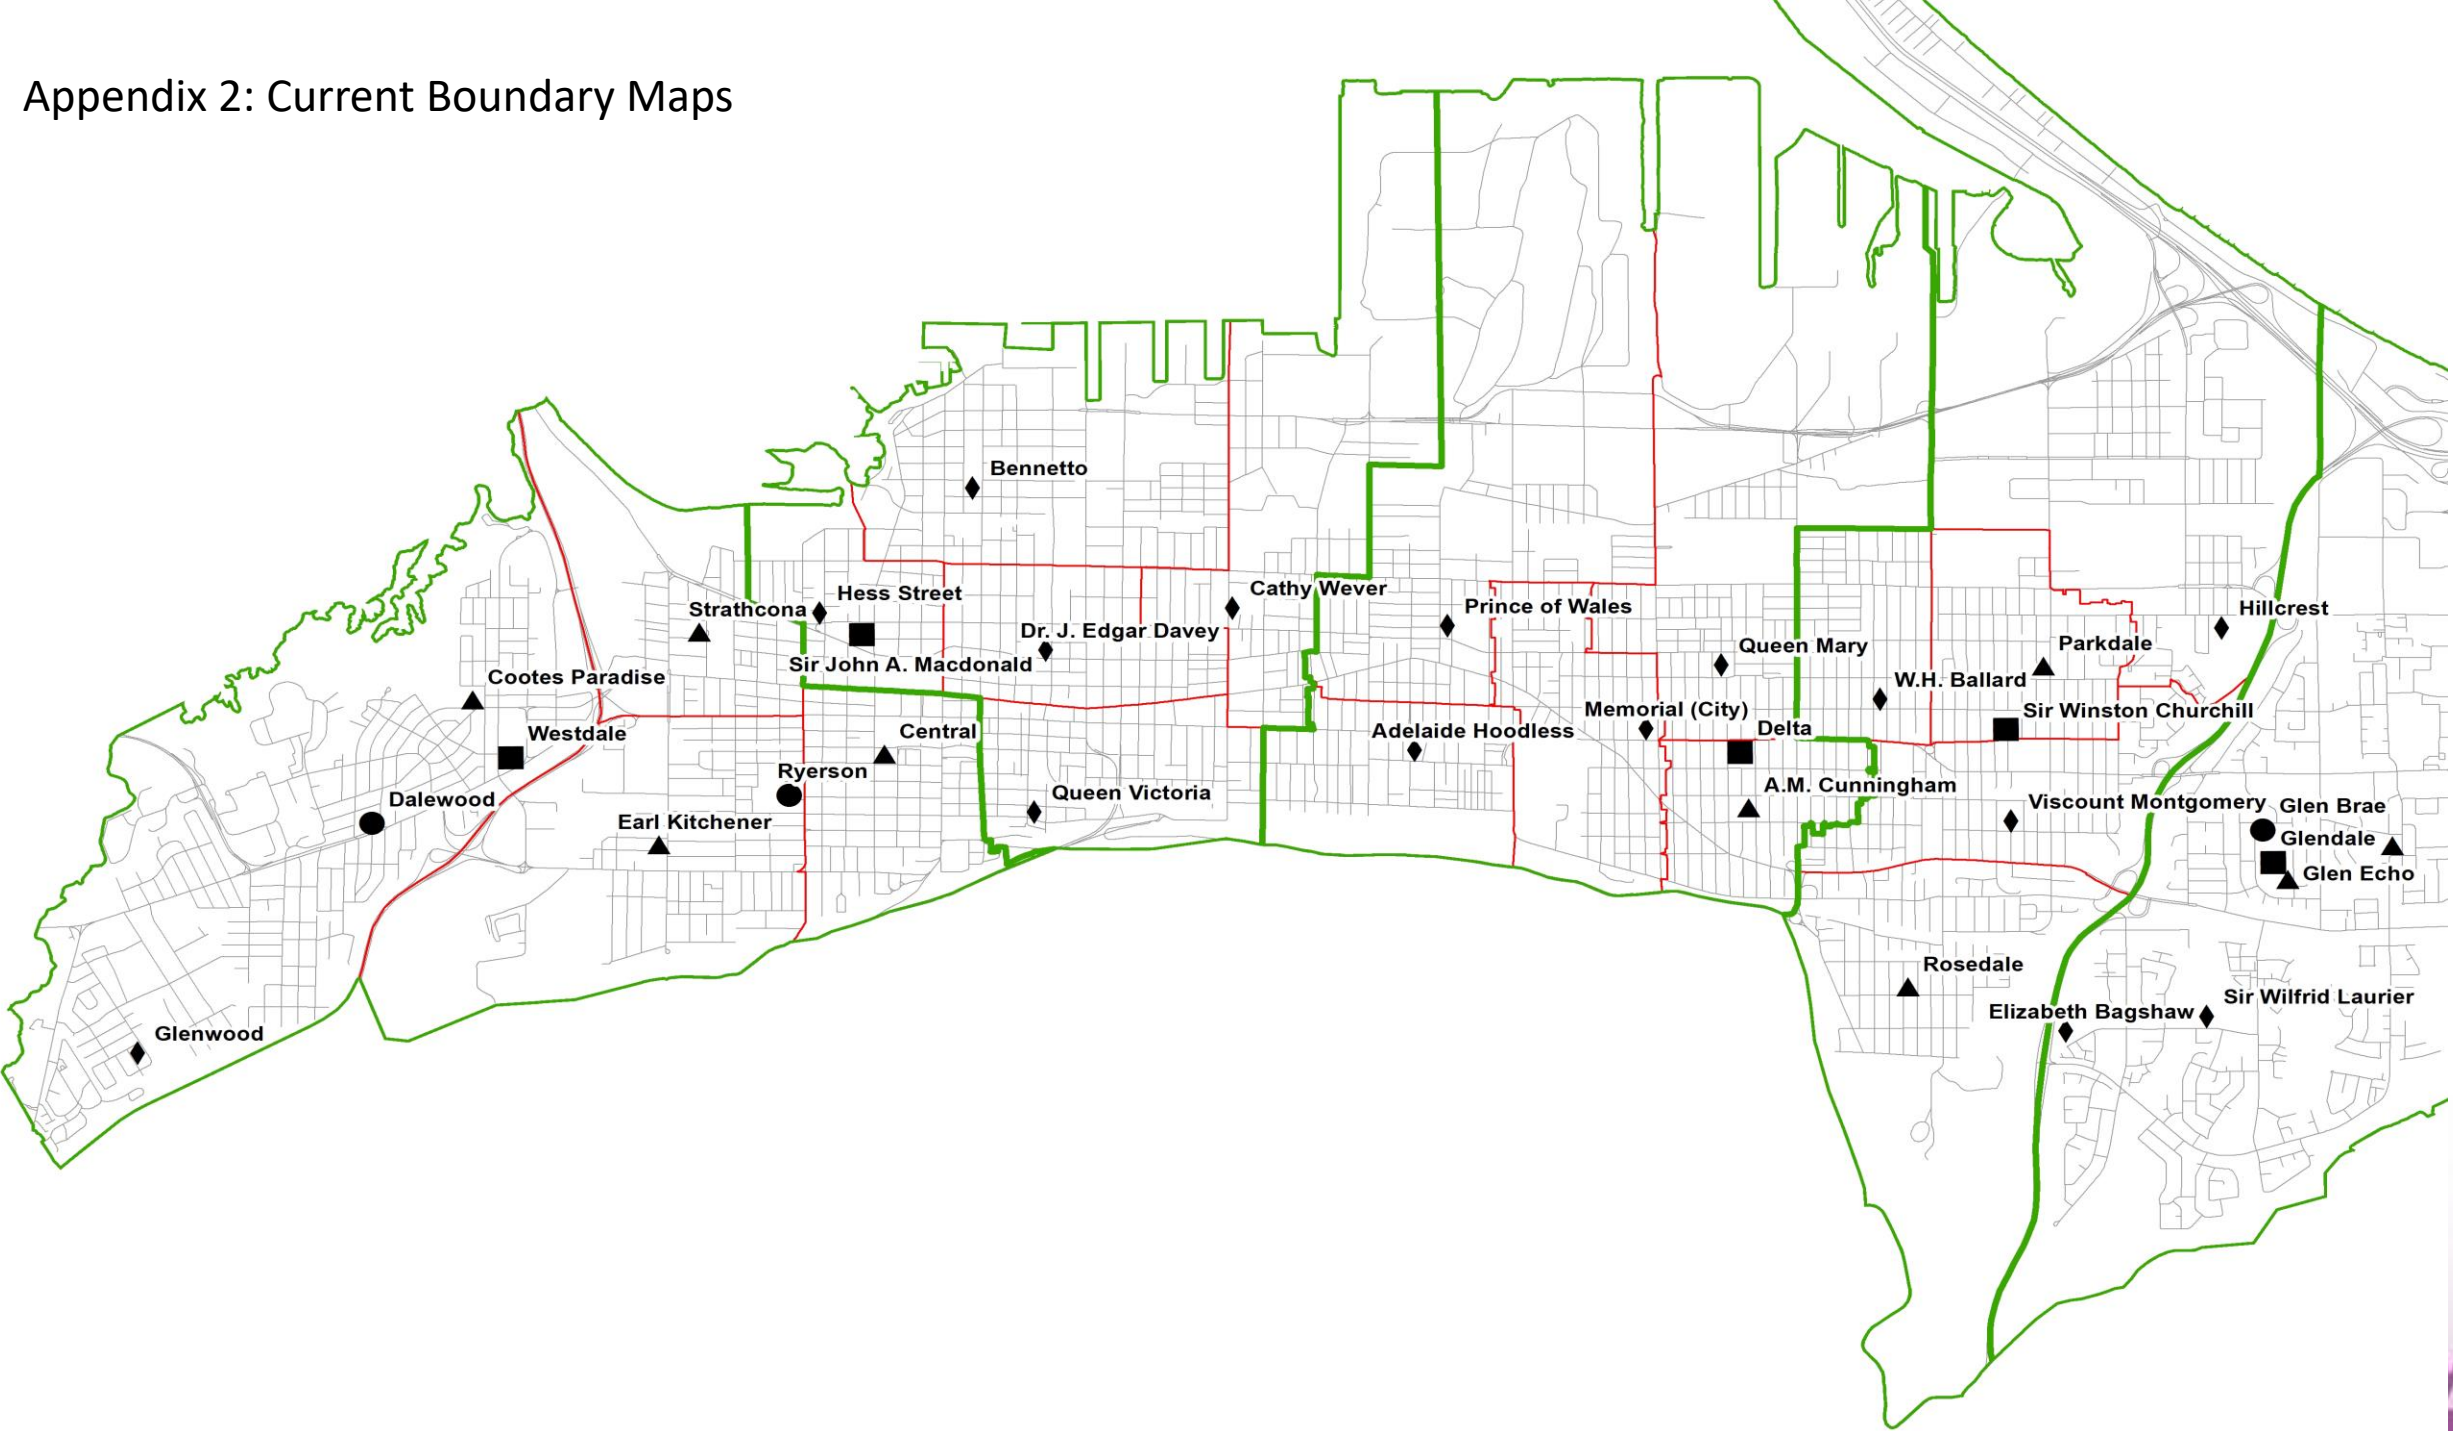 Appendix 2: Current Boundary Maps
Bennetto
Hess Street
Cathy Wever
Strathcona
Prince of Wales
Hillcrest
Dr. J. Edgar Davey
Queen Mary
Parkdale
Sir John A. Macdonald
Cootes Paradise
W.H. Ballard
Memorial (City)
Sir Winston Churchill
Westdale
Central
Adelaide Hoodless
Delta
Ryerson
A.M. Cunningham
Dalewood
Queen Victoria
Viscount Montgomery
Glen Brae
Earl Kitchener
Glendale
Glen Echo
Rosedale
Sir Wilfrid Laurier
Elizabeth Bagshaw
Glenwood